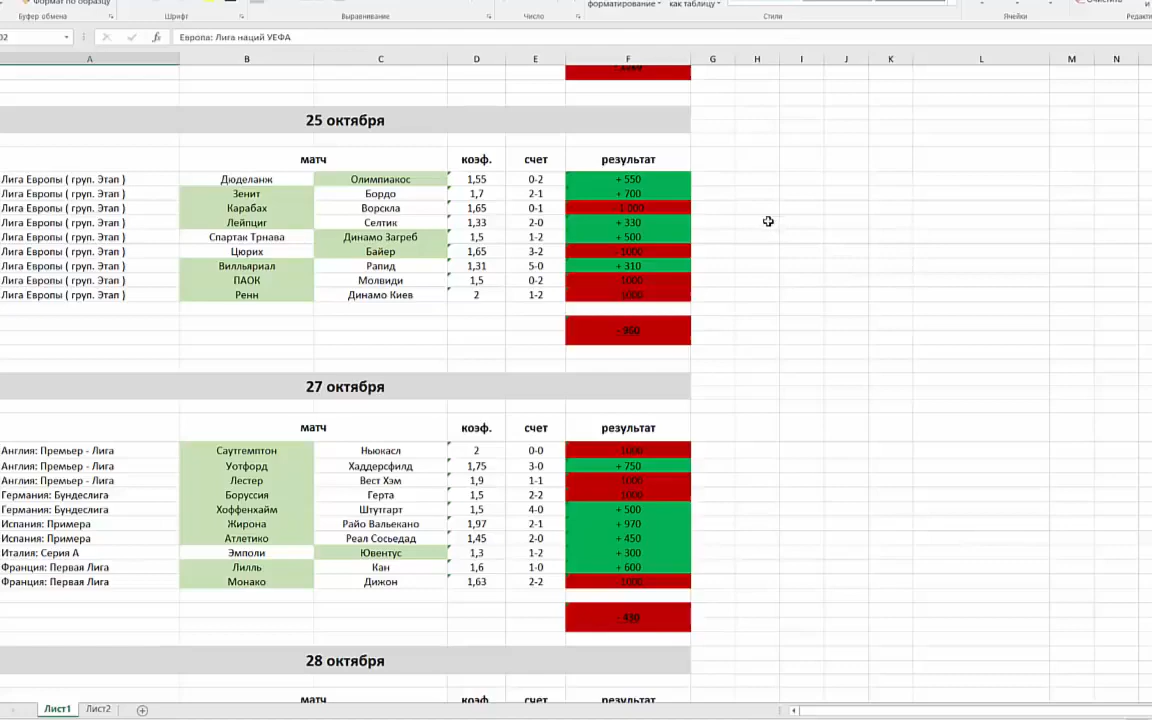 Формат по образцу
форматирование как таблицу
Буфер обмена Шрифт Выравнивание Число Стили Ячейки
02 fx Европа: Лига наций УЕФА
A B C D E F G H I J K L M N
25 октября
матч коэф. счет результат
Лига Европы ( груп. Этап ) Дюделанж Олимпиакос 1,55 0-2 + 550
Лига Европы ( груп. Этап ) Зенит Бордо 1,7 2-1 + 700
Лига Европы ( груп. Этап ) Карабах Ворскла 1,65 0-1 - 1 000
Лига Европы ( груп. Этап ) Лейпциг Селтик 1,33 2-0 + 330
Лига Европы ( груп. Этап ) Спартак Трнава Динамо Загреб 1,5 1-2 + 500
Лига Европы ( груп. Этап ) Цюрих Байер 1,65 3-2 - 1000
Лига Европы ( груп. Этап ) Вилльяриал Рапид 1,31 5-0 + 310
Лига Европы ( груп. Этап ) ПАОК Молвиди 1,5 0-2 - 1000
Лига Европы ( груп. Этап ) Ренн Динамо Киев 2 1-2 - 1000
27 октября
матч коэф. счет результат
Англия: Премьер - Лига Саутгемптон Ньюкасл 2 0-0 - 1000
Англия: Премьер - Лига Уотфорд Хаддерсфилд 1,75 3-0 + 750
Англия: Премьер - Лига Лестер Вест Хэм 1,9 1-1 - 1000
Германия: Бундеслига Боруссия Герта 1,5 2-2 - 1000
Германия: Бундеслига Хоффенхайм Штутгарт 1,5 4-0 + 500
Испания: Примера Жирона Райо Вальекано 1,97 2-1 + 970
Испания: Примера Атлетико Реал Сосьедад 1,45 2-0 + 450
Италия: Серия А Эмполи Ювентус 1,3 1-2 + 300
Франция: Первая Лига Лилль Кан 1,6 1-0 + 600
Франция: Первая Лига Монако Дижон 1,63 2-2 - 1000
- 430
28 октября
матч коэф. счет результат
Лист1 Лист2